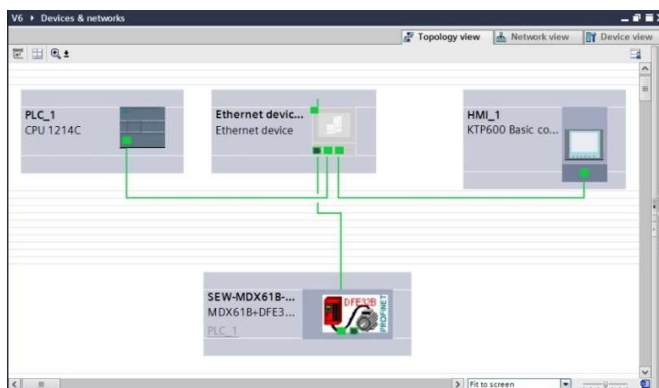 V6 ▸ Devices & networks
Topology view
Network view
Device view
PLC_1
CPU 1214C
Ethernet devic...
Ethernet device
HMI_1
KTP600 Basic co...
SEW-MDX61B-...
MDX61B+DFE3...
PLC_1
DFE32B
PROFINET
Fit to screen